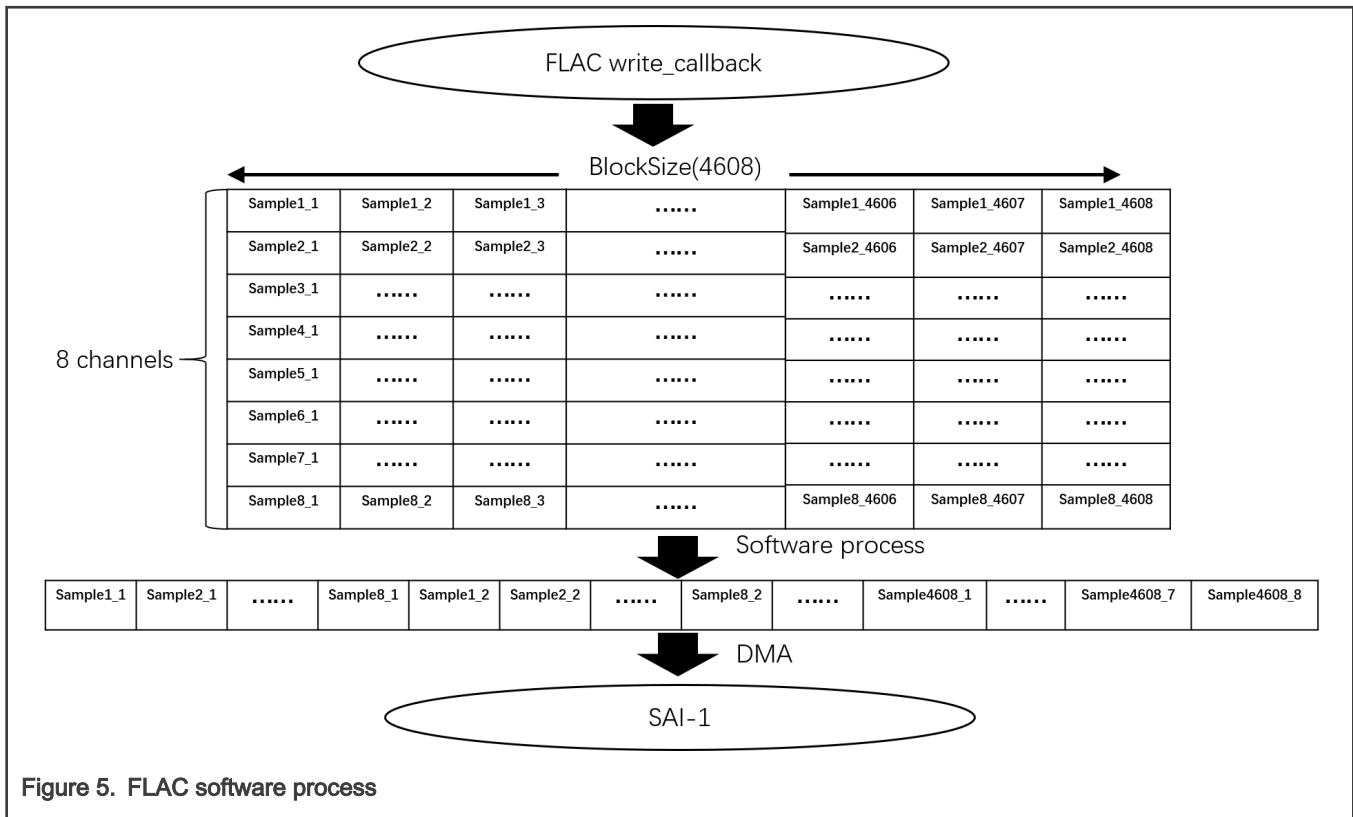 FLAC write_callback
BlockSize(4608)
Sample1_1 Sample1_2 Sample1_3 …… Sample1_4606 Sample1_4607 Sample1_4608
Sample2_1 Sample2_2 Sample2_3 …… Sample2_4606 Sample2_4607 Sample2_4608
Sample3_1 …… …… …… …… …… ……
Sample4_1 …… …… …… …… …… ……
8 channels
Sample5_1 …… …… …… …… …… ……
Sample6_1 …… …… …… …… …… ……
Sample7_1 …… …… …… …… …… ……
Sample8_1 Sample8_2 Sample8_3 …… Sample8_4606 Sample8_4607 Sample8_4608
Software process
Sample1_1 Sample2_1 …… Sample8_1 Sample1_2 Sample2_2 …… Sample8_2 …… Sample4608_1 …… Sample4608_7 Sample4608_8
DMA
SAI-1
Figure 5. FLAC software process